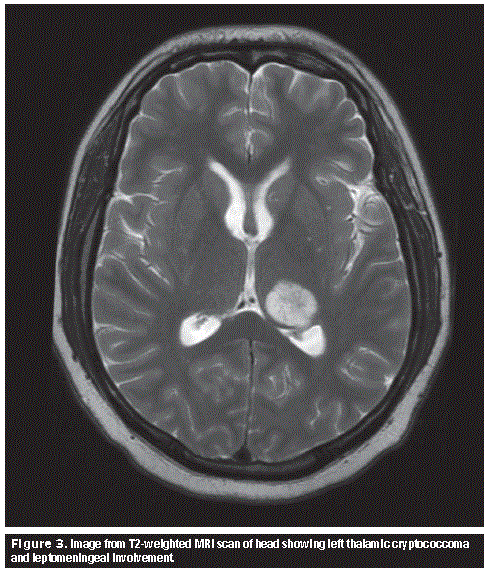 Figure 3. Image from T2-weighted MRI scan of head showing left thalamic cryptococcoma
and leptomeningeal involvement.